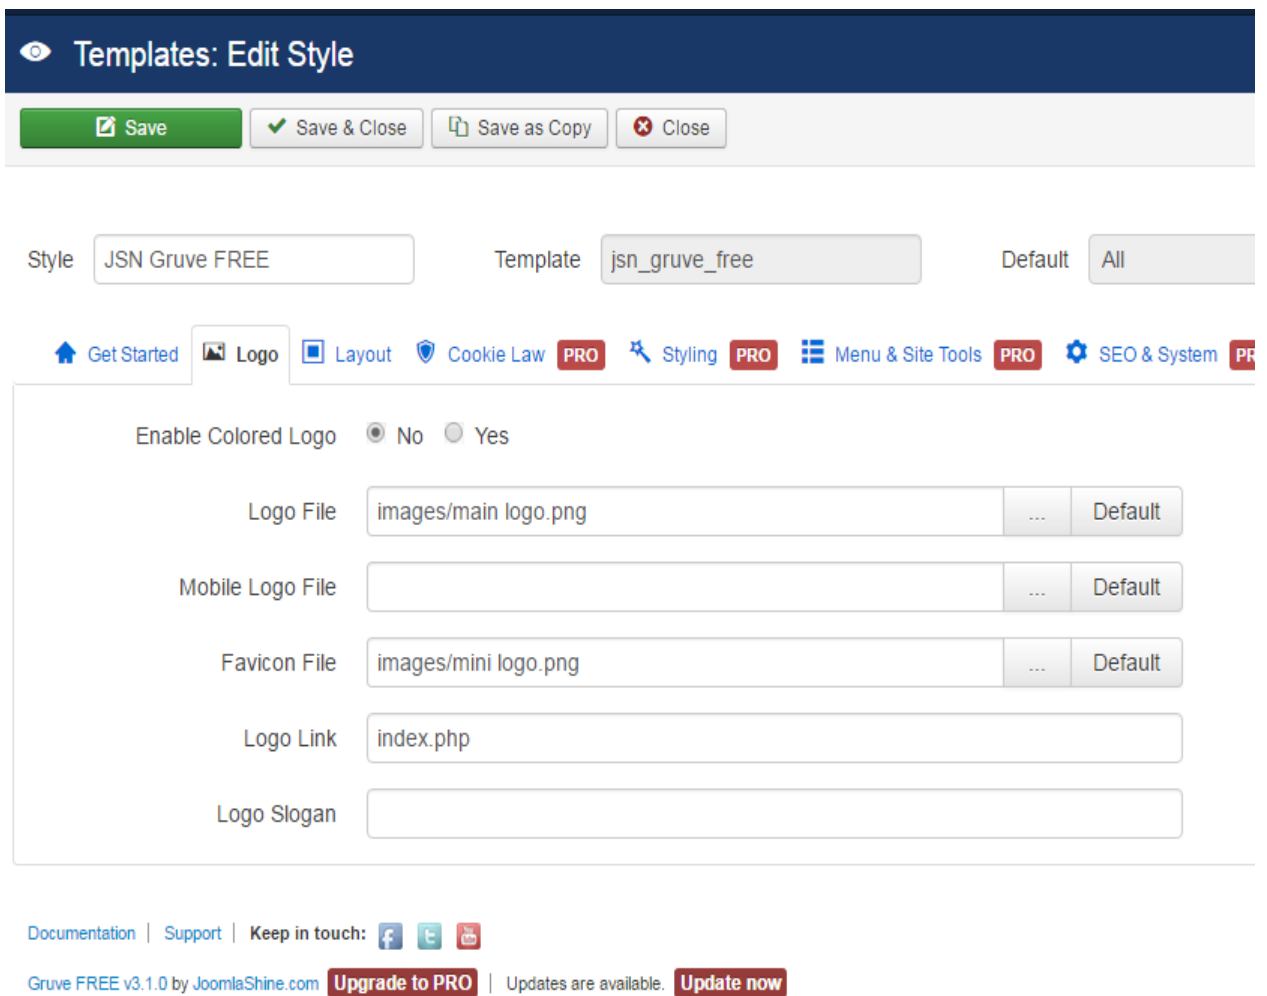 Templates: Edit Style
Save Save & Close Save as Copy Close
Style JSN Gruve FREE Template jsn_gruve_free Default All
Get Started Logo Layout Cookie Law PRO Styling PRO Menu & Site Tools PRO SEO & System PR
Enable Colored Logo No Yes
Logo File images/main logo.png ... Default
Mobile Logo File ... Default
Favicon File images/mini logo.png ... Default
Logo Link index.php
Logo Slogan
Documentation | Support | Keep in touch:
Gruve FREE v3.1.0 by JoomlaShine.com Upgrade to PRO | Updates are available. Update now